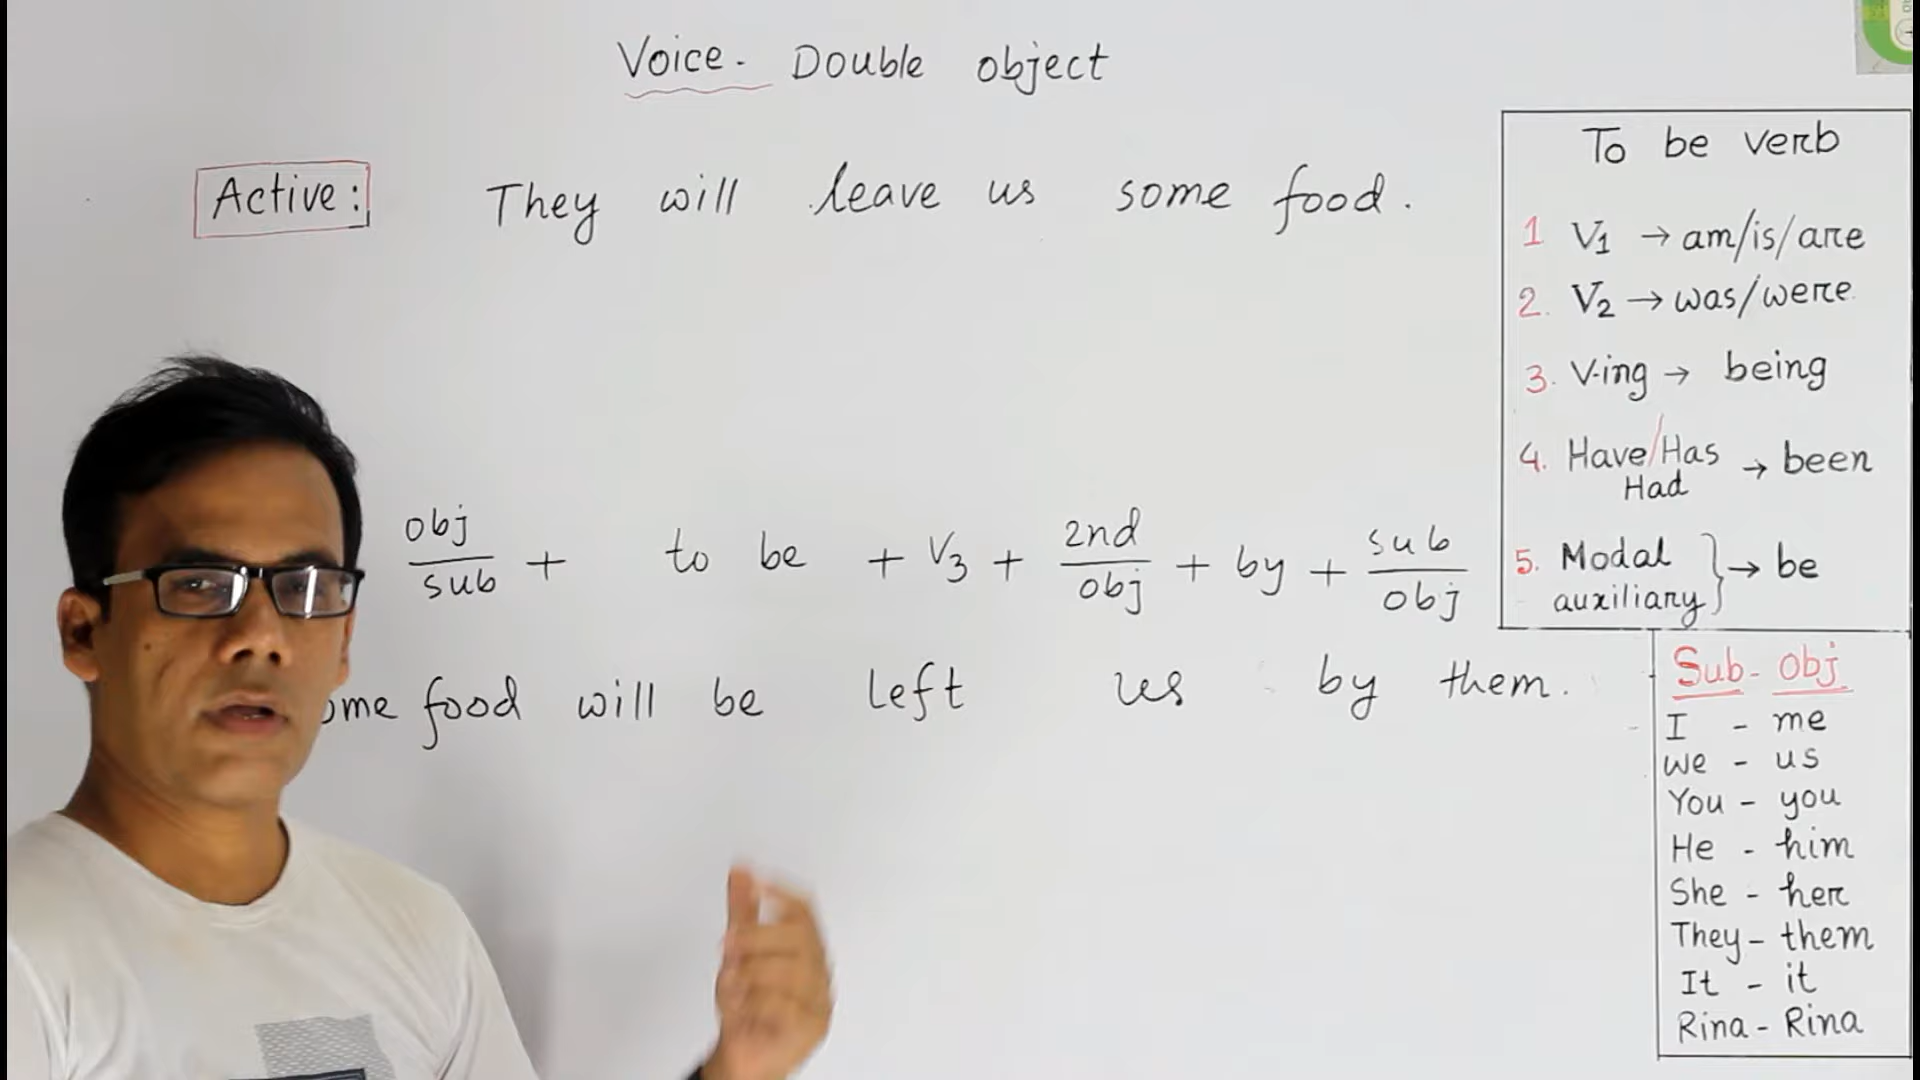 Voice - Double object
Active: They will leave us some food.
obj/sub + to be + V3 + 2nd/obj + by + sub/obj
food will be left us by them.
To be verb
1 V1 → am/is/are
2. V2 → was/were
3. V-ing → being
4. Have/Has → been
Had
5. Modal auxiliary } → be
Sub - Obj
I - me
We - us
You - you
He - him
She - her
They - them
It - it
Rina - Rina